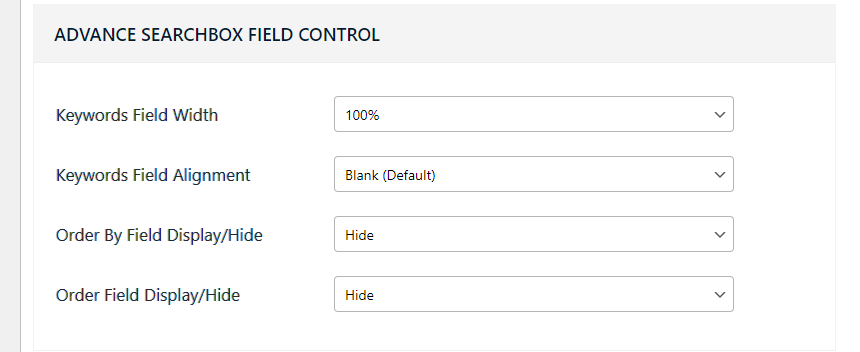 ADVANCE SEARCHBOX FIELD CONTROL
Keywords Field Width 100%
Keywords Field Alignment Blank (Default)
Order By Field Display/Hide Hide
Order Field Display/Hide Hide